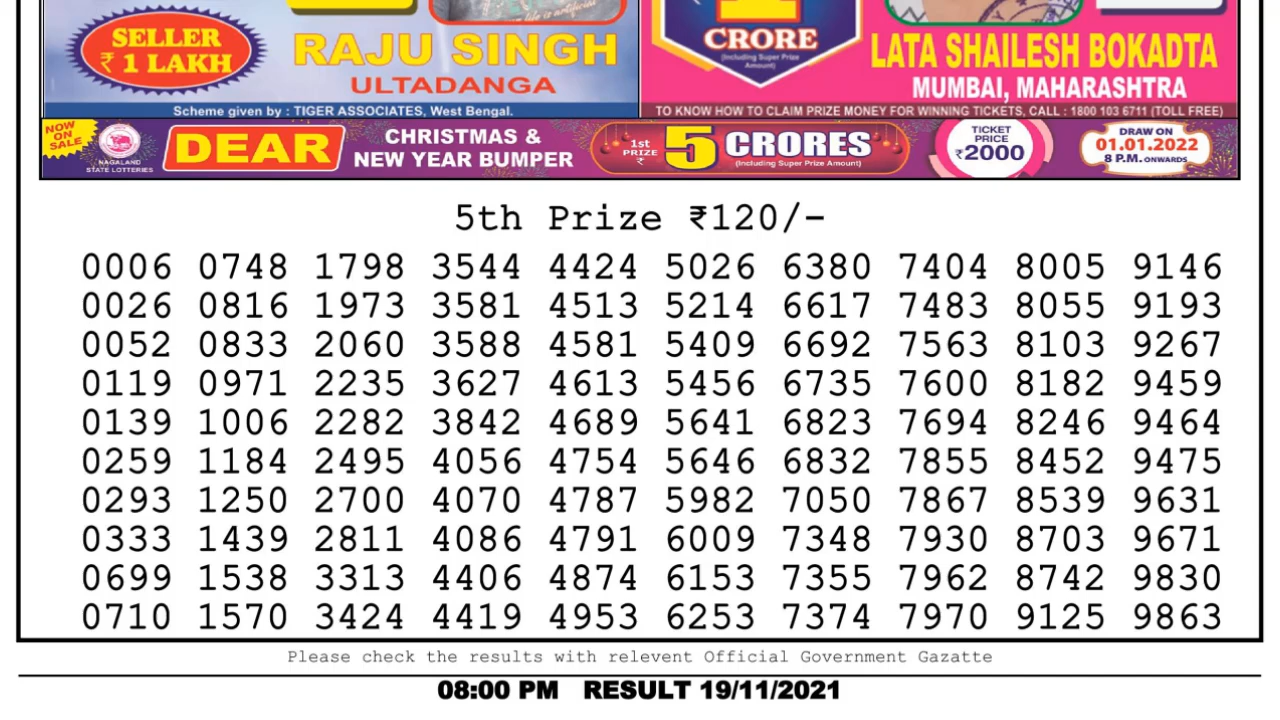 SELLER
₹ 1 LAKH
RAJU SINGH
ULTADANGA
Scheme given by : TIGER ASSOCIATES, West Bengal.
1
CRORE
(Including Super Prize
Amount)
LATA SHAILESH BOKADTA
MUMBAI, MAHARASHTRA
TO KNOW HOW TO CLAIM PRIZE MONEY FOR WINNING TICKETS, CALL : 1800 103 6711 (TOLL FREE)
NOW
ON
SALE
NAGALAND
STATE LOTTERIES
DEAR
CHRISTMAS &
NEW YEAR BUMPER
1st
PRIZE
₹
5 CRORES
(Including Super Prize Amount)
TICKET
PRICE
₹2000
DRAW ON
01.01.2022
8 P.M. ONWARDS
5th Prize ₹120/-
0006 0748 1798 3544 4424 5026 6380 7404 8005 9146
0026 0816 1973 3581 4513 5214 6617 7483 8055 9193
0052 0833 2060 3588 4581 5409 6692 7563 8103 9267
0119 0971 2235 3627 4613 5456 6735 7600 8182 9459
0139 1006 2282 3842 4689 5641 6823 7694 8246 9464
0259 1184 2495 4056 4754 5646 6832 7855 8452 9475
0293 1250 2700 4070 4787 5982 7050 7867 8539 9631
0333 1439 2811 4086 4791 6009 7348 7930 8703 9671
0699 1538 3313 4406 4874 6153 7355 7962 8742 9830
0710 1570 3424 4419 4953 6253 7374 7970 9125 9863
Please check the results with relevent Official Government Gazatte
08:00 PM RESULT 19/11/2021